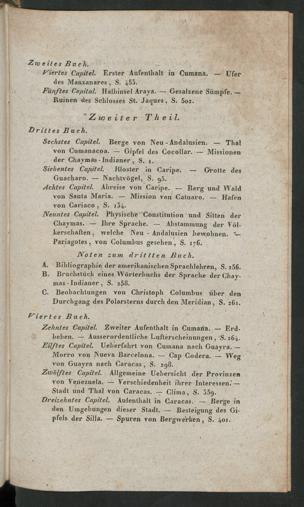 Zweites Buch.
Viertes Capitel. Erster Aufenthalt in Cumana. — Ufer
des Manzanares, S. 455.
Fünftes Capitel. Halbinsel Araya. — Gesalzene Sümpfe. —
Ruinen des Schlosses St. Jaques, S. 502.
Zweiter Theil.
Drittes Buch.
Sechstes Capitel. Berge von Neu-Andalusien. — Thal
von Cumanacoa. — Gipfel des Cocollar. — Missionen
der Chaymas-Indianer, S. 1.
Siebentes Capitel. Kloster in Caripe. — Grotte des
Guacharo. — Nachtvögel, S. 95.
Achtes Capitel. Abreise von Caripe. — Berg und Wald
von Santa Maria. — Mission von Catuaro. — Hafen
von Cariaco, S. 134.
Neuntes Capitel. Physische Constitution und Sitten der
Chaymas. — Ihre Sprache. — Abstammung der Völ-
kerschaften, welche Neu-Andalusien bewohnen. —
Pariagotes, von Columbus gesehen, S. 176.
Noten zum dritten Buch.
A. Bibliographie der amerikanischen Sprachlehren, S. 256.
B. Bruchstück eines Wörterbuchs der Sprache der Chay-
mas-Indianer, S. 258.
C. Beobachtungen von Christoph Columbus über den
Durchgang des Polarsterns durch den Meridian, S. 261.
Viertes Buch.
Zehntes Capitel. Zweiter Aufenthalt in Cumana. — Erd-
beben. — Ausserordentliche Lufterscheinungen, S. 264.
Eilftes Capitel. Ueberfahrt von Cumana nach Guayra. —
Morro von Nueva Barcelona. — Cap Codera. — Weg
von Guayra nach Caracas, S. 298.
Zwölftes Capitel. Allgemeine Uebersicht der Provinzen
von Venezuela. — Verschiedenheit ihrer Interessen. —
Stadt und Thal von Caracas. — Clima, S. 359.
Dreizehntes Capitel. Aufenthalt in Caracas. — Berge in
den Umgebungen dieser Stadt. — Besteigung des Gi-
pfels der Silla. — Spuren von Bergwerken, S. 401.